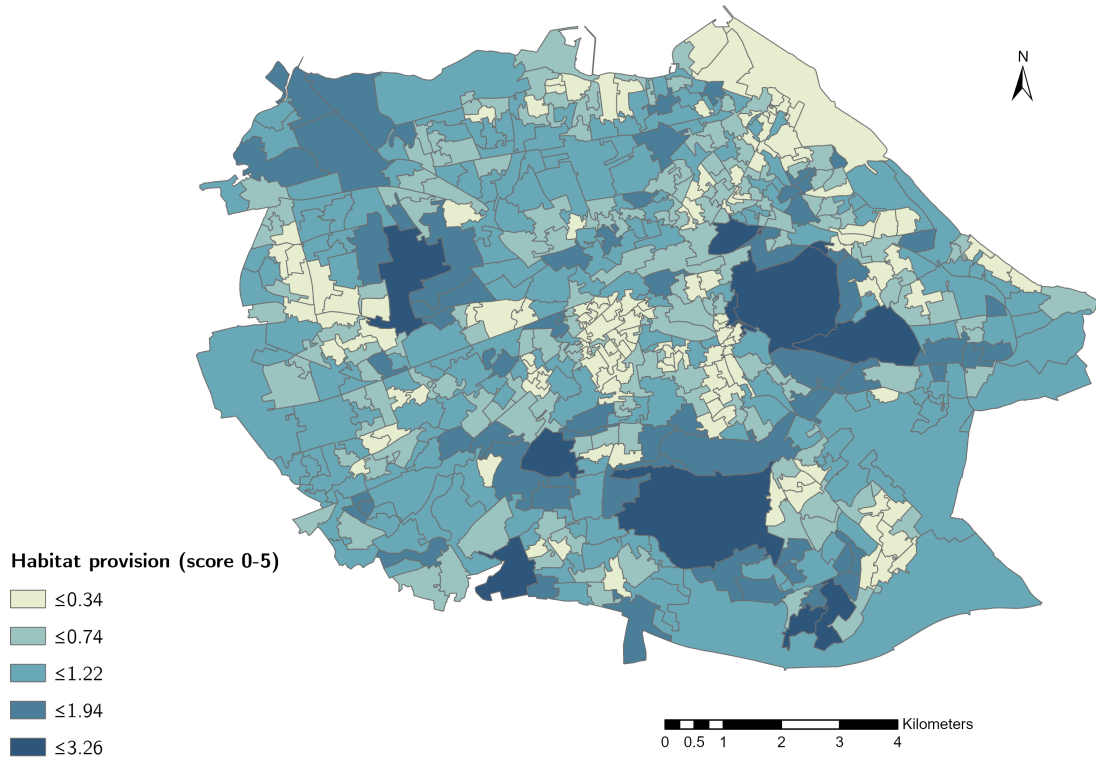 N
Habitat provision (score 0-5)
≤0.34
≤0.74
≤1.22
≤1.94
≤3.26
Kilometers
0 0.5 1 2 3 4